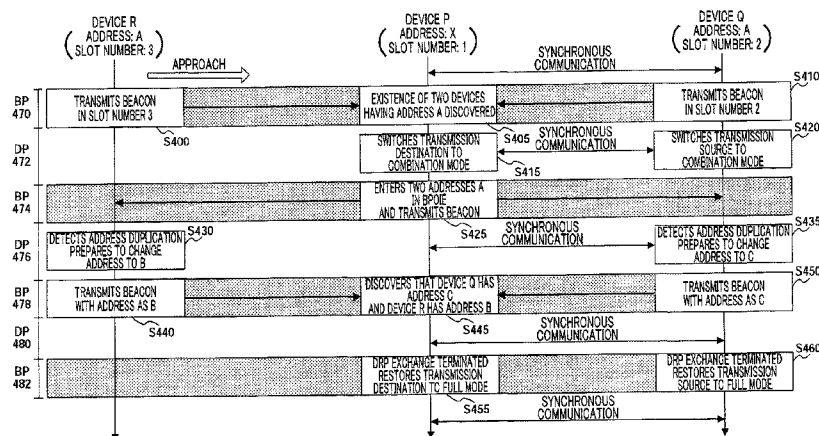 DEVICE R
ADDRESS: A
SLOT NUMBER: 3
DEVICE P
ADDRESS: X
SLOT NUMBER: 1
DEVICE Q
ADDRESS: A
SLOT NUMBER: 2
APPROACH
SYNCHRONOUS
COMMUNICATION
S410
BP
470
TRANSMITS BEACON
IN SLOT NUMBER 3
EXISTENCE OF TWO DEVICES
HAVING ADDRESS A DISCOVERED
TRANSMITS BEACON
IN SLOT NUMBER 2
S400
S405
S420
DP
472
SWITCHES TRANSMISSION
DESTINATION TO
COMBINATION MODE
SYNCHRONOUS
COMMUNICATION
SWITCHES TRANSMISSION
SOURCE TO
COMBINATION MODE
S415
BP
474
ENTERS TWO ADDRESSES A
IN BPOIE
AND TRANSMITS BEACON
S425
S430
S435
DP
476
DETECTS ADDRESS DUPLICATION
PREPARES TO CHANGE
ADDRESS TO B
SYNCHRONOUS
COMMUNICATION
DETECTS ADDRESS DUPLICATION
PREPARES TO CHANGE
ADDRESS TO C
S450
BP
478
TRANSMITS BEACON
WITH ADDRESS AS B
DISCOVERS THAT DEVICE Q HAS
ADDRESS C
AND DEVICE R HAS ADDRESS B
TRANSMITS BEACON
WITH ADDRESS AS C
S440
S445
DP
480
SYNCHRONOUS
COMMUNICATION
S460
BP
482
DRP EXCHANGE TERMINATED
RESTORES TRANSMISSION
DESTINATION TO FULL MODE
DRP EXCHANGE TERMINATED
RESTORES TRANSMISSION
SOURCE TO FULL MODE
S455
SYNCHRONOUS
COMMUNICATION